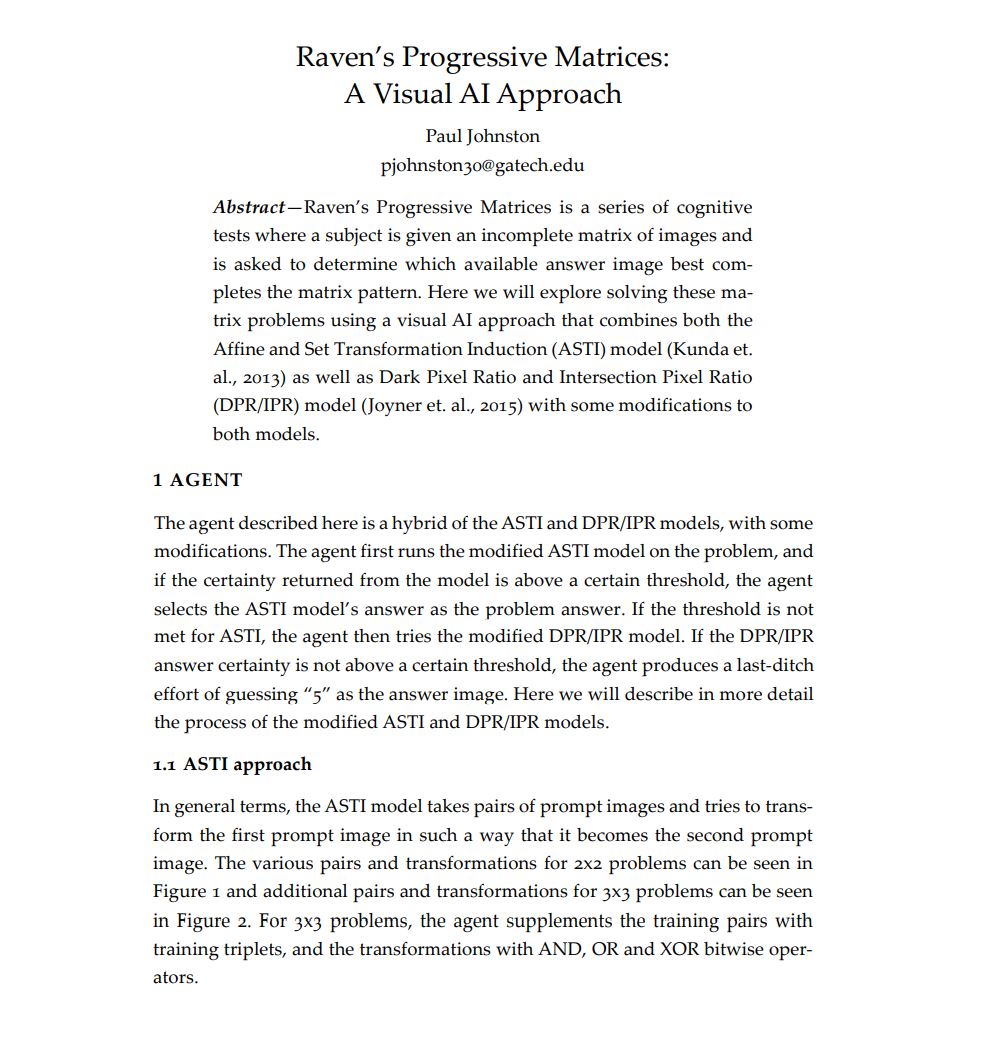 Raven's Progressive Matrices:
A Visual AI Approach
Paul Johnston
pjohnston30@gatech.edu
Abstract—Raven's Progressive Matrices is a series of cognitive
tests where a subject is given an incomplete matrix of images and
is asked to determine which available answer image best com-
pletes the matrix pattern. Here we will explore solving these ma-
trix problems using a visual AI approach that combines both the
Affine and Set Transformation Induction (ASTI) model (Kunda et.
al., 2013) as well as Dark Pixel Ratio and Intersection Pixel Ratio
(DPR/IPR) model (Joyner et. al., 2015) with some modifications to
both models.
1 AGENT
The agent described here is a hybrid of the ASTI and DPR/IPR models, with some
modifications. The agent first runs the modified ASTI model on the problem, and
if the certainty returned from the model is above a certain threshold, the agent
selects the ASTI model's answer as the problem answer. If the threshold is not
met for ASTI, the agent then tries the modified DPR/IPR model. If the DPR/IPR
answer certainty is not above a certain threshold, the agent produces a last-ditch
effort of guessing “5” as the answer image. Here we will describe in more detail
the process of the modified ASTI and DPR/IPR models.
1.1 ASTI approach
In general terms, the ASTI model takes pairs of prompt images and tries to trans-
form the first prompt image in such a way that it becomes the second prompt
image. The various pairs and transformations for 2x2 problems can be seen in
Figure 1 and additional pairs and transformations for 3x3 problems can be seen
in Figure 2. For 3x3 problems, the agent supplements the training pairs with
training triplets, and the transformations with AND, OR and XOR bitwise oper-
ators.